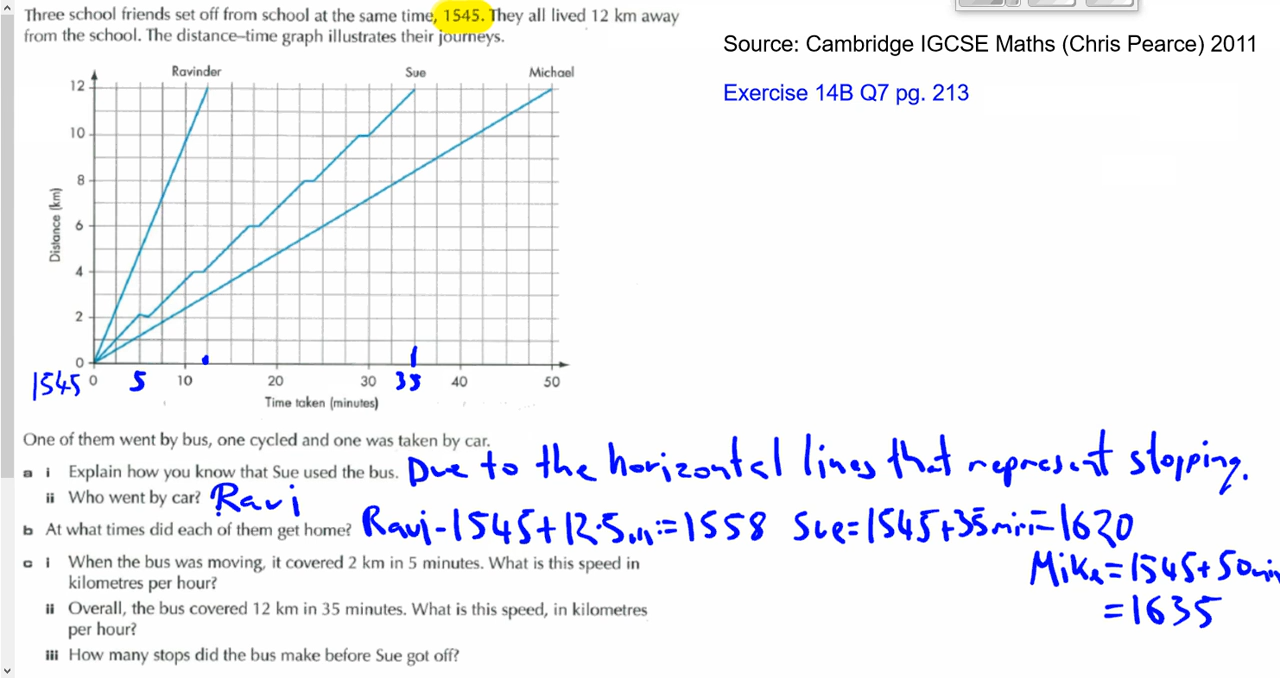 Three school friends set off from school at the same time, 1545. They all lived 12 km away
from the school. The distance–time graph illustrates their journeys.
Source: Cambridge IGCSE Maths (Chris Pearce) 2011
Exercise 14B Q7 pg. 213
Ravinder Sue Michael
12
10
8
6
4
2
0
Distance (km)
1545 0 5 10 20 30 35 40 50
Time taken (minutes)
One of them went by bus, one cycled and one was taken by car.
a i Explain how you know that Sue used the bus. Due to the horizontal lines that represent stopping.
ii Who went by car? Ravi
b At what times did each of them get home? Ravi-1545+12.5min=1558 Sue=1545+35min=1620
Mike=1545+50min
=1635
c i When the bus was moving, it covered 2 km in 5 minutes. What is this speed in
kilometres per hour?
ii Overall, the bus covered 12 km in 35 minutes. What is this speed, in kilometres
per hour?
iii How many stops did the bus make before Sue got off?